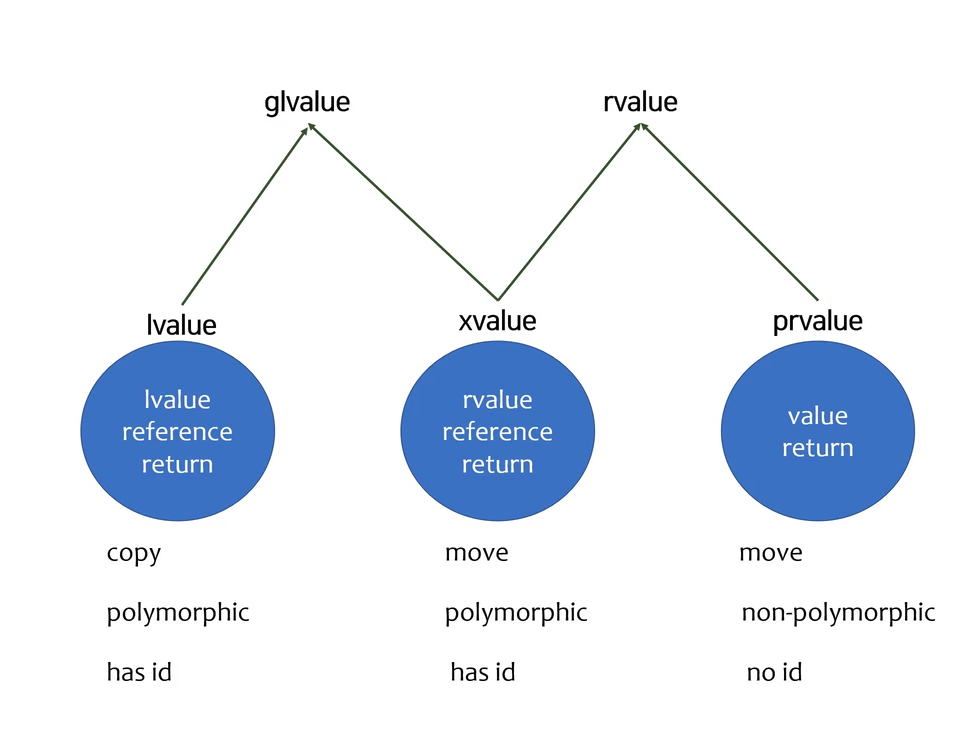 glvalue rvalue
lvalue xvalue prvalue
lvalue
reference
return
rvalue
reference
return
value
return
copy move move
polymorphic polymorphic non-polymorphic
has id has id no id